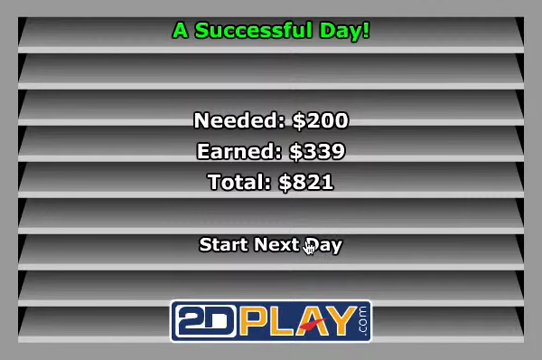 A Successful Day!
Needed: $200
Earned: $339
Total: $821
Start Next Day
2DPLAY.com